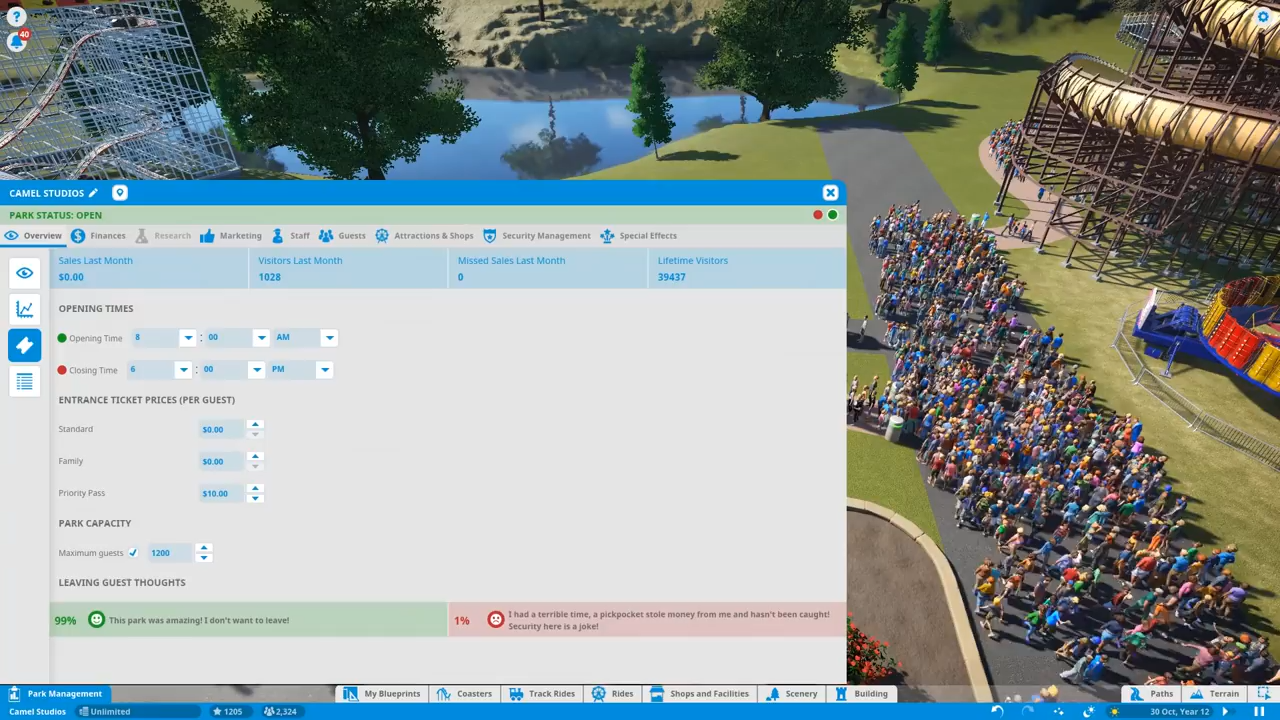 ?
40
CAMEL STUDIOS
PARK STATUS: OPEN
Overview Finances Research Marketing Staff Guests Attractions & Shops Security Management Special Effects
Sales Last Month Visitors Last Month Missed Sales Last Month Lifetime Visitors
$0.00 1028 0 39437
OPENING TIMES
Opening Time 8 : 00 AM
Closing Time 6 : 00 PM
ENTRANCE TICKET PRICES (PER GUEST)
Standard $0.00
Family $0.00
Priority Pass $10.00
PARK CAPACITY
Maximum guests 1200
LEAVING GUEST THOUGHTS
99% This park was amazing! I don't want to leave!
1% I had a terrible time, a pickpocket stole money from me and hasn't been caught!
Security here is a joke!
Park Management My Blueprints Coasters Track Rides Rides Shops and Facilities Scenery Building Paths Terrain
Camel Studios Unlimited 1205 2,324 30 Oct, Year 12